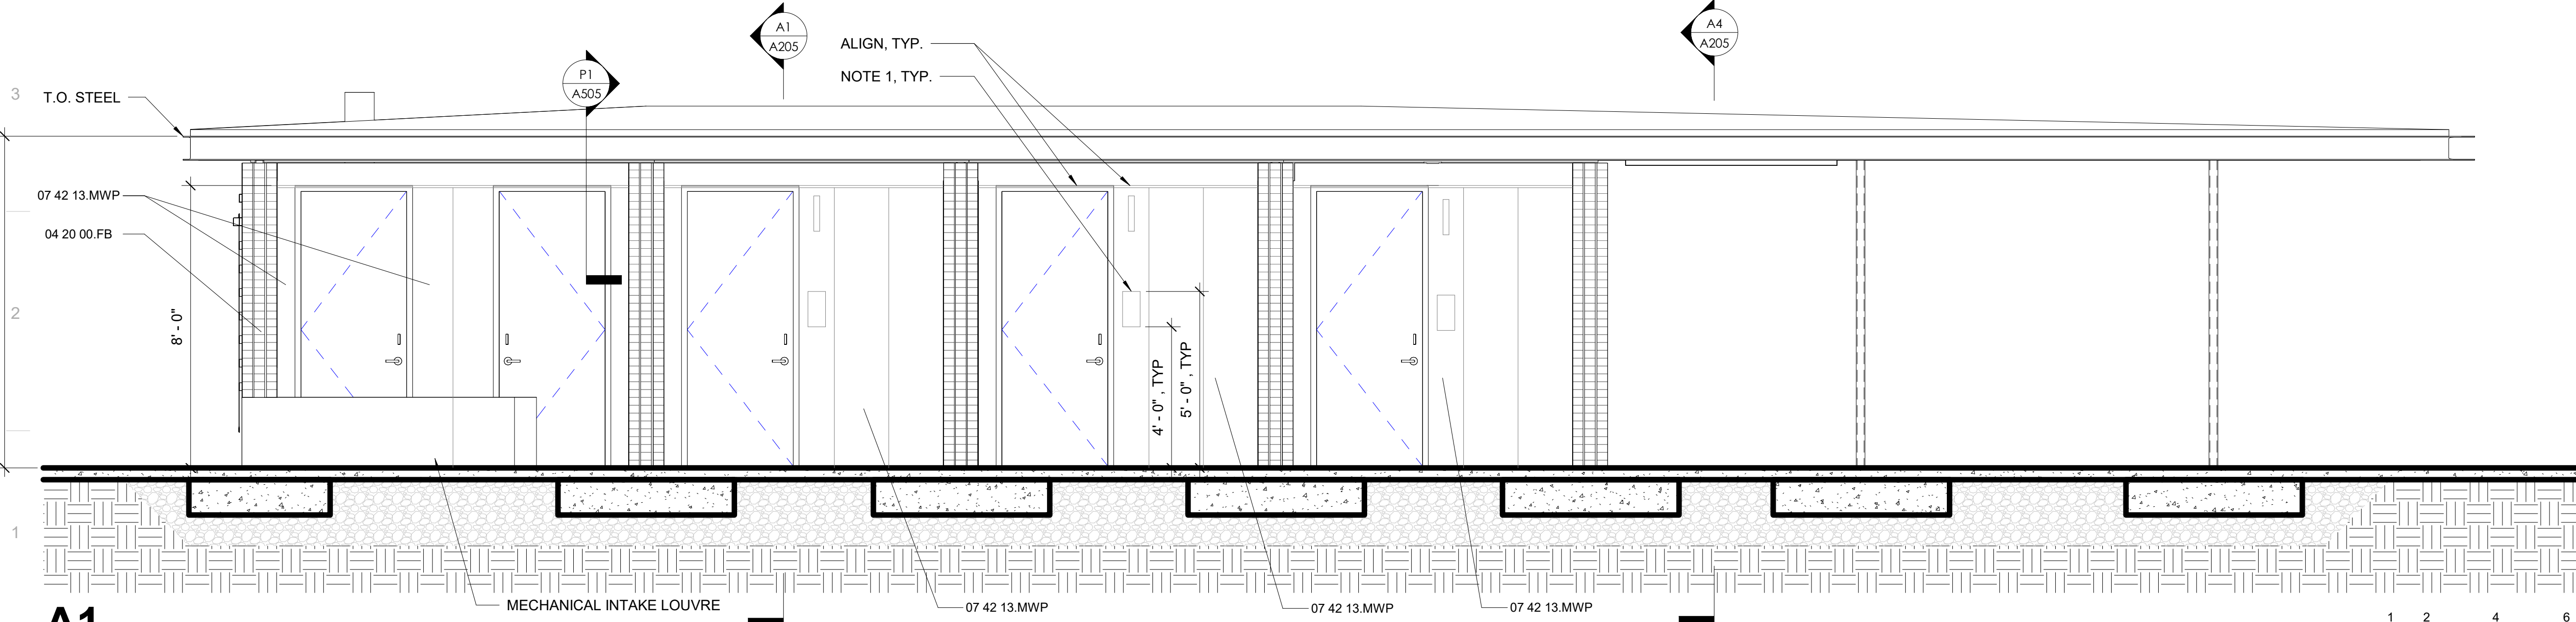 A1
A205
A4
A205
ALIGN, TYP.
P1
A505
NOTE 1, TYP.
3
T.O. STEEL
07 42 13.MWP
04 20 00.FB
2
8' - 0"
4' - 0" , TYP
5' - 0" , TYP
1
MECHANICAL INTAKE LOUVRE
07 42 13.MWP
07 42 13.MWP
07 42 13.MWP
A1
1 2 4 6